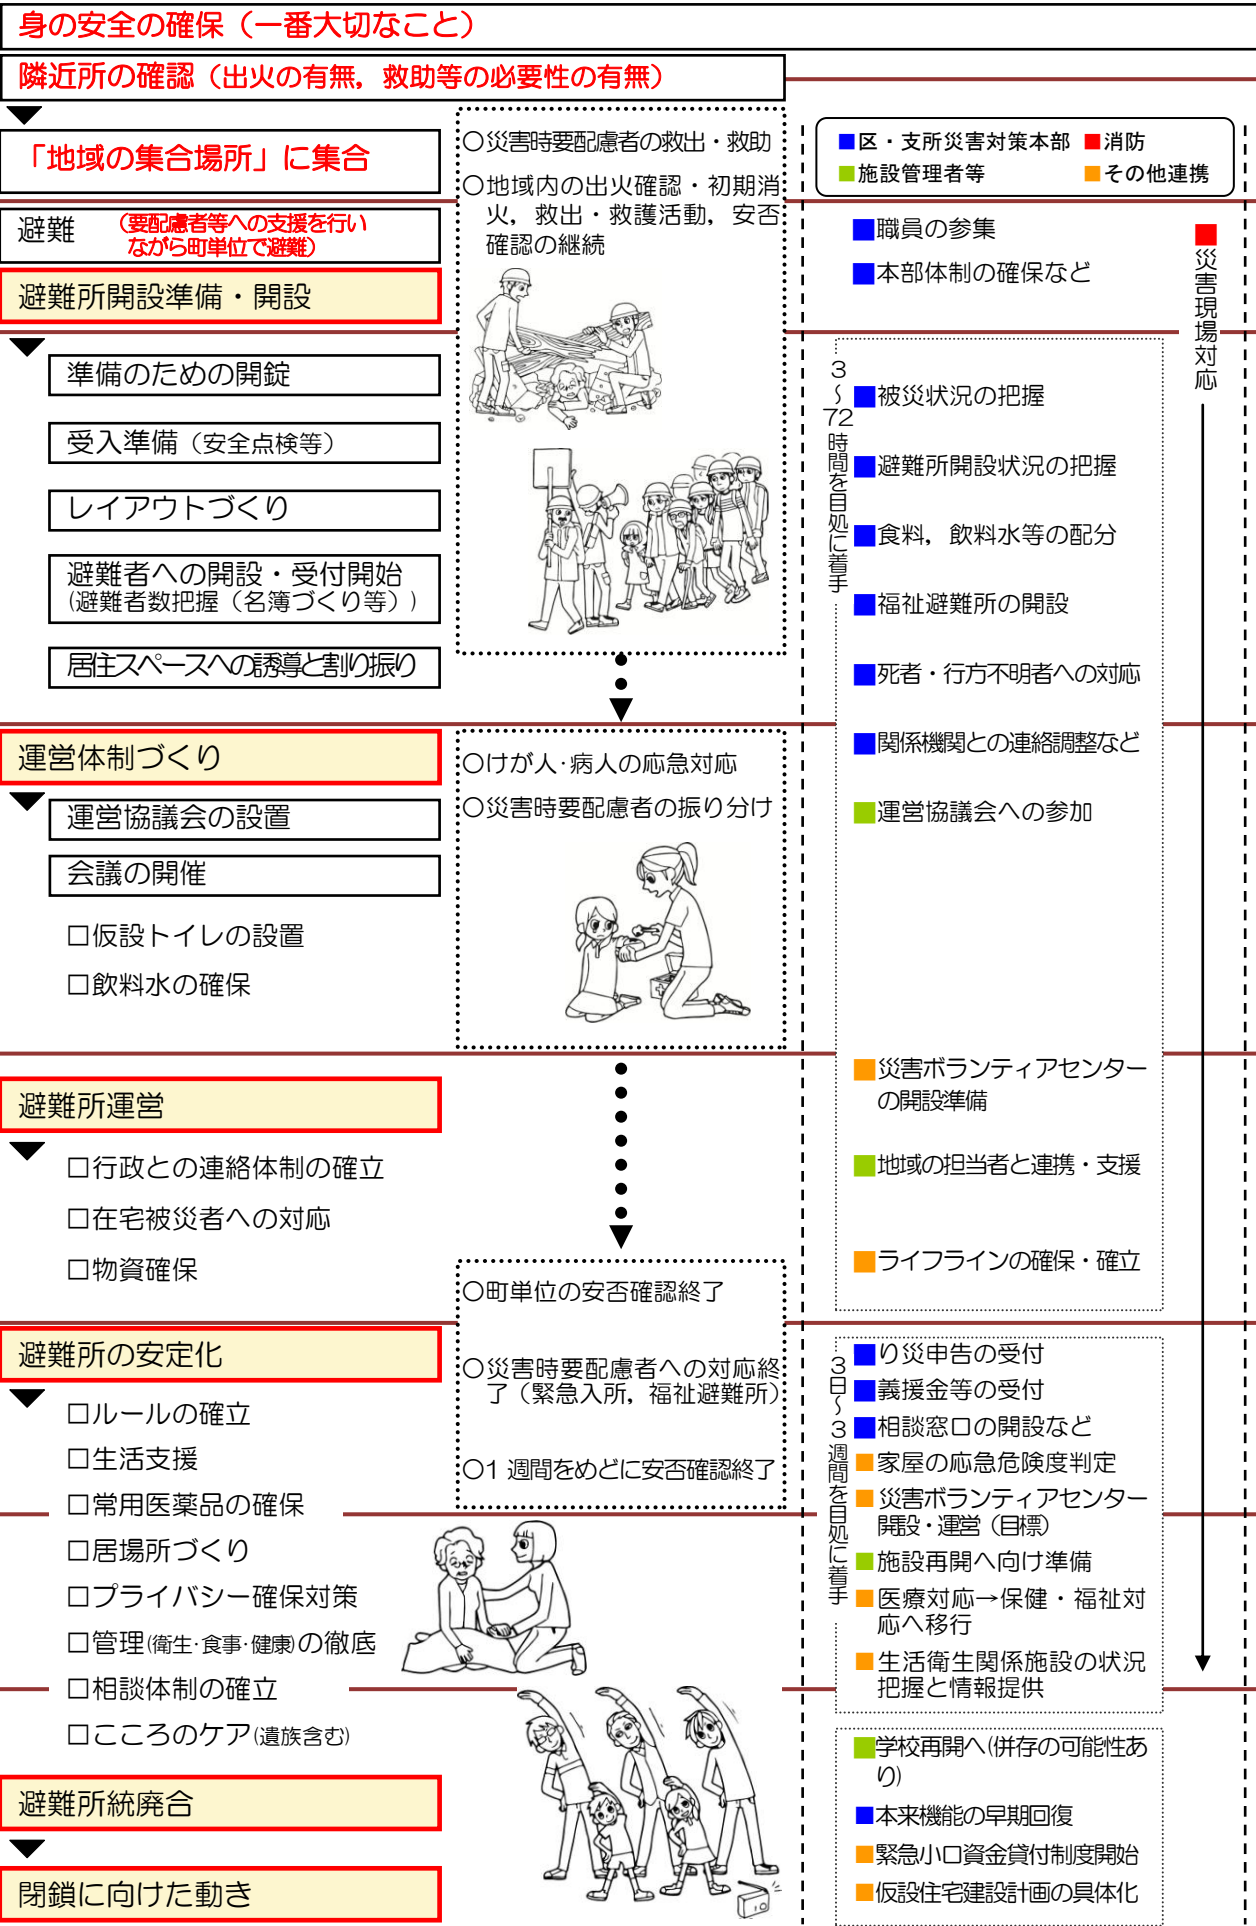 身の安全の確保（一番大切なこと）
隣近所の確認（出火の有無，救助等の必要性の有無）
「地域の集合場所」に集合
避難
（要配慮者等への支援を行い
ながら町単位で避難）
避難所開設準備・開設
準備のための開錠
受入準備（安全点検等）
レイアウトづくり
避難者への開設・受付開始
(避難者数把握（名簿づくり等）)
居住スペースへの誘導と割り振り
運営体制づくり
運営協議会の設置
会議の開催
□仮設トイレの設置
□飲料水の確保
避難所運営
□行政との連絡体制の確立
□在宅被災者への対応
□物資確保
避難所の安定化
□ルールの確立
□生活支援
□常用医薬品の確保
□居場所づくり
□プライバシー確保対策
□管理(衛生･食事･健康)の徹底
□相談体制の確立
□こころのケア(遺族含む)
避難所統廃合
閉鎖に向けた動き
○災害時要配慮者の救出・救助
○地域内の出火確認・初期消
火，救出・救護活動，安否
確認の継続
○けが人･病人の応急対応
○災害時要配慮者の振り分け
○町単位の安否確認終了
○災害時要配慮者への対応終
了（緊急入所，福祉避難所）
○1 週間をめどに安否確認終了
■区・支所災害対策本部 ■消防
■施設管理者等 ■その他連携
■職員の参集
■本部体制の確保など
■災害現場対応
3～72時間を目処に着手
■被災状況の把握
■避難所開設状況の把握
■食料，飲料水等の配分
■福祉避難所の開設
■死者・行方不明者への対応
■関係機関との連絡調整など
■運営協議会への参加
■災害ボランティアセンター
の開設準備
■地域の担当者と連携・支援
■ライフラインの確保・確立
3日～3週間を目処に着手
■り災申告の受付
■義援金等の受付
■相談窓口の開設など
■家屋の応急危険度判定
■災害ボランティアセンター
開設・運営（目標）
■施設再開へ向け準備
■医療対応→保健・福祉対
応へ移行
■生活衛生関係施設の状況
把握と情報提供
■学校再開へ(併存の可能性あ
り)
■本来機能の早期回復
■緊急小口資金貸付制度開始
■仮設住宅建設計画の具体化